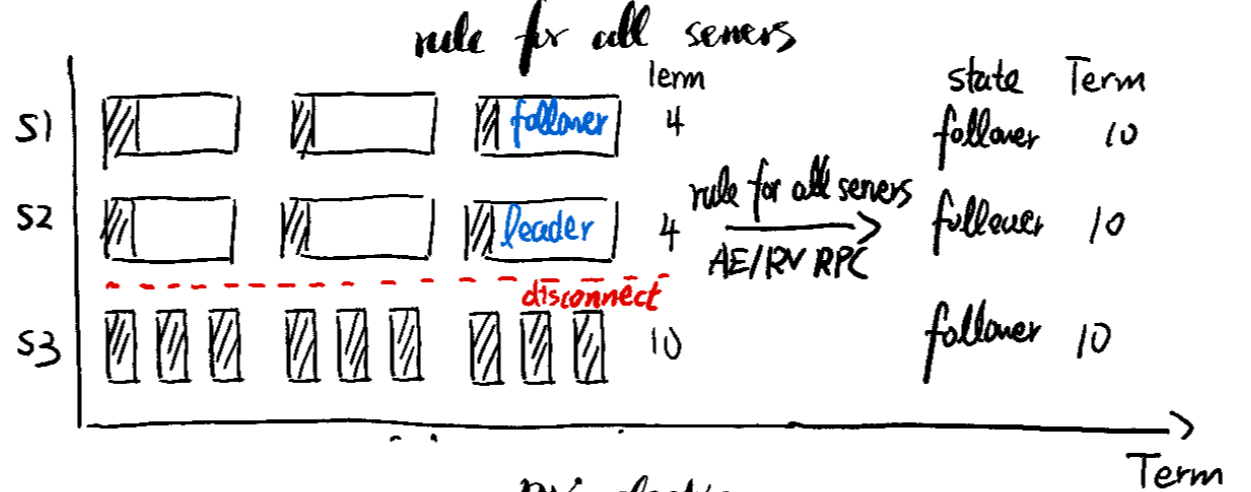 rule for all servers
Term
state Term
S1 follower 4
follower 10
S2 leader 4
rule for all servers
AE/RV RPC
follower 10
disconnect
S3 10
follower 10
Term